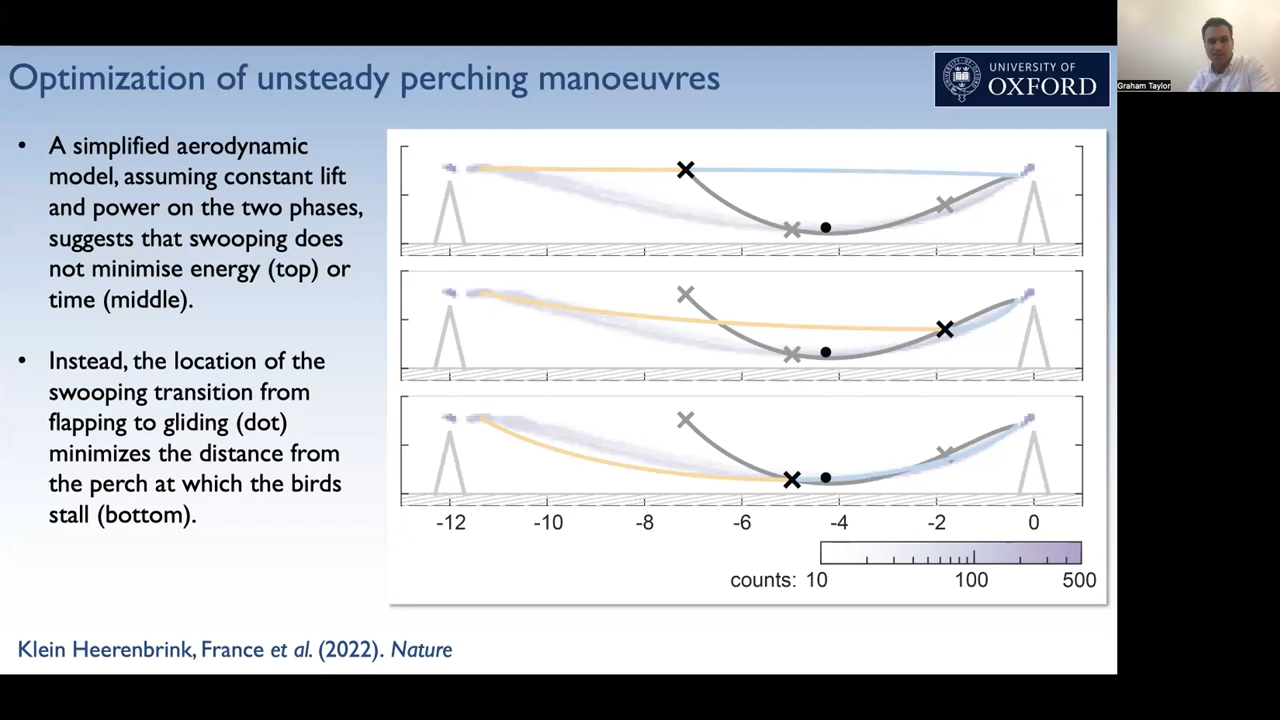 Graham Taylor
Optimization of unsteady perching manoeuvres
UNIVERSITY OF
OXFORD
• A simplified aerodynamic
model, assuming constant lift
and power on the two phases,
suggests that swooping does
not minimise energy (top) or
time (middle).
• Instead, the location of the
swooping transition from
flapping to gliding (dot)
minimizes the distance from
the perch at which the birds
stall (bottom).
-12 -10 -8 -6 -4 -2 0
counts: 10 100 500
Klein Heerenbrink, France et al. (2022). Nature